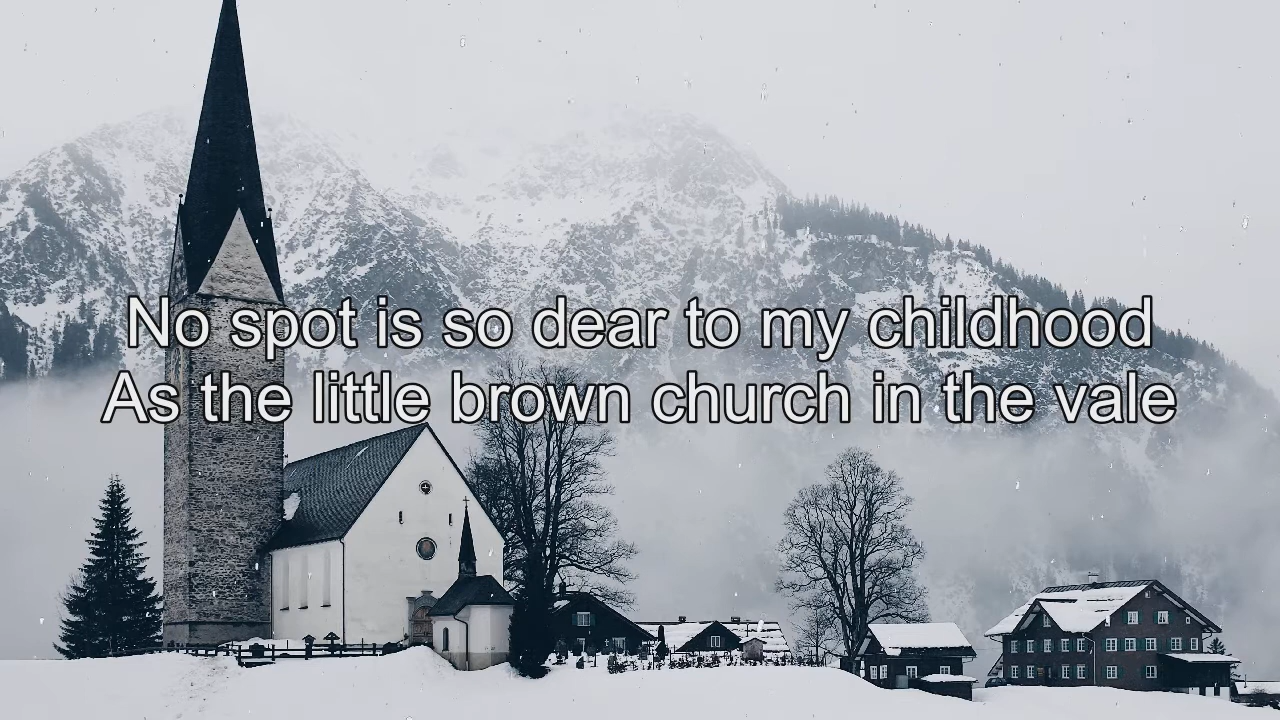 No spot is so dear to my childhood
As the little brown church in the vale